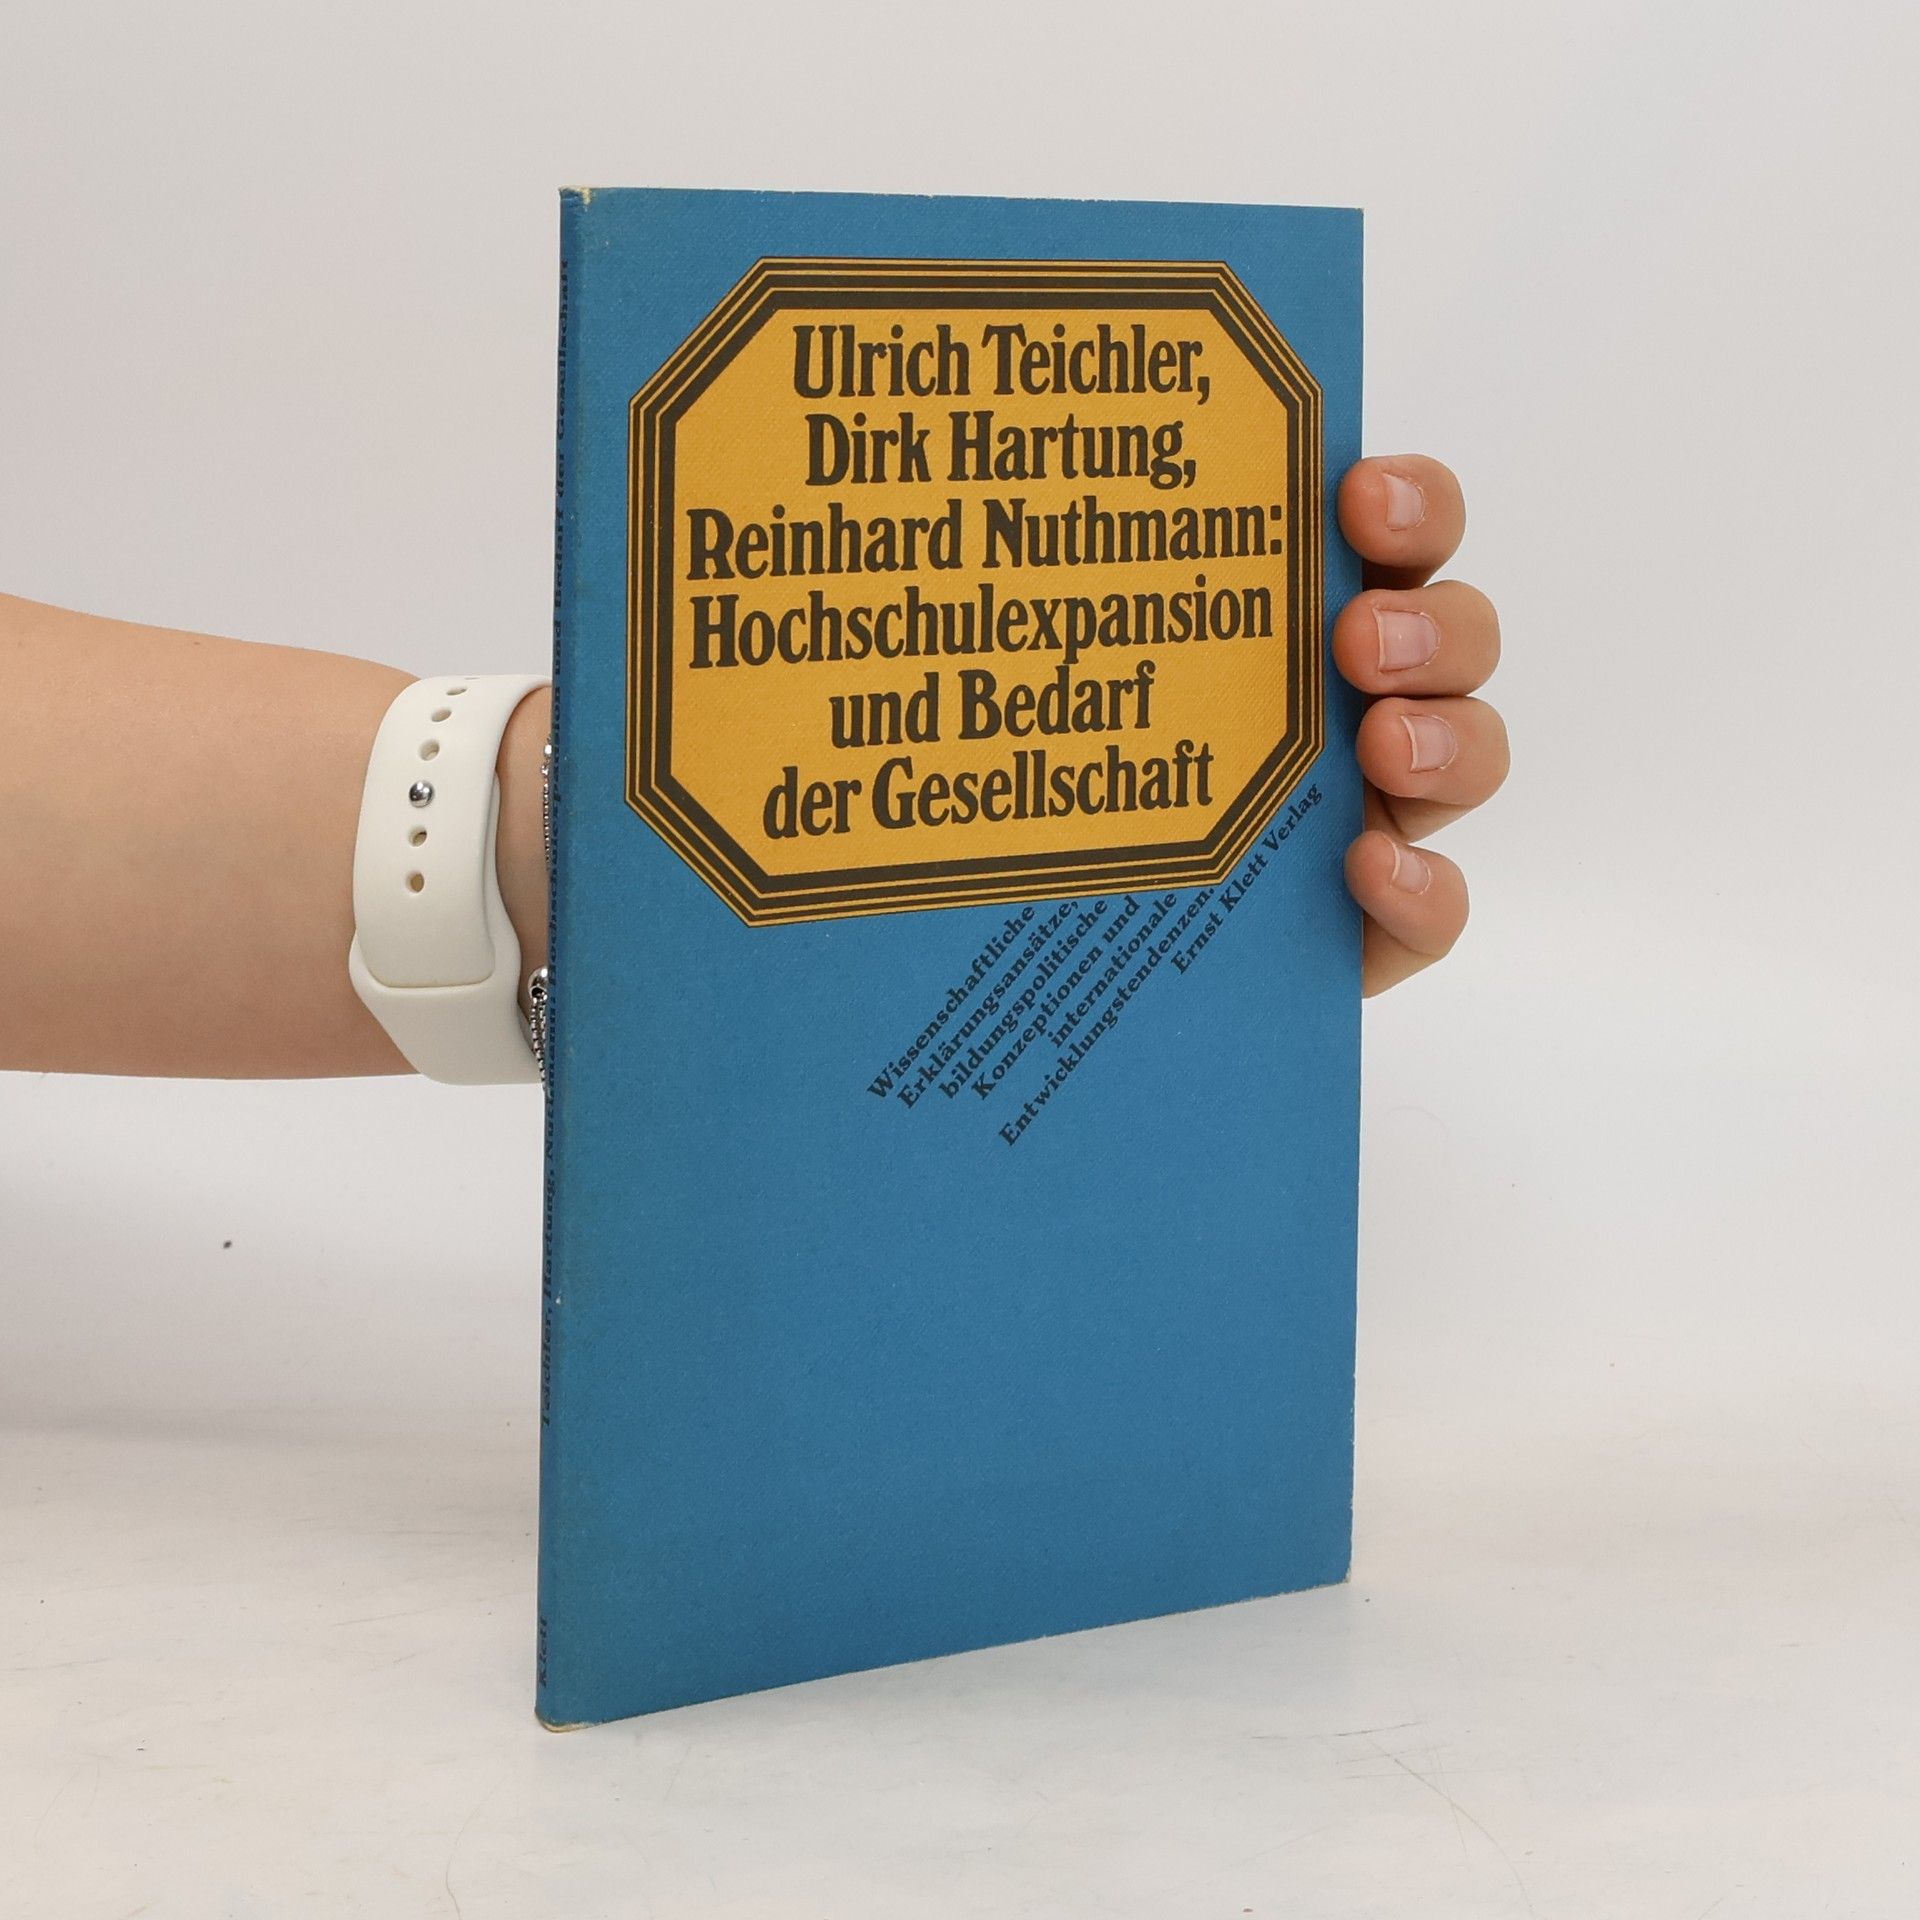 Ulrich Teichler,
Dirk Hartung,
Reinhard Nuthmann:
Hochschulexpansion
und Bedarf
der Gesellschaft
Wissenschaftliche
Erklärungsansätze,
bildungspolitische
Konzeptionen und
internationale
Entwicklungstendenzen.
Ernst Klett Verlag
Teichler, Hartung, Nuthmann Hochschulexpansion und Bedarf der Gesellschaft
Klett